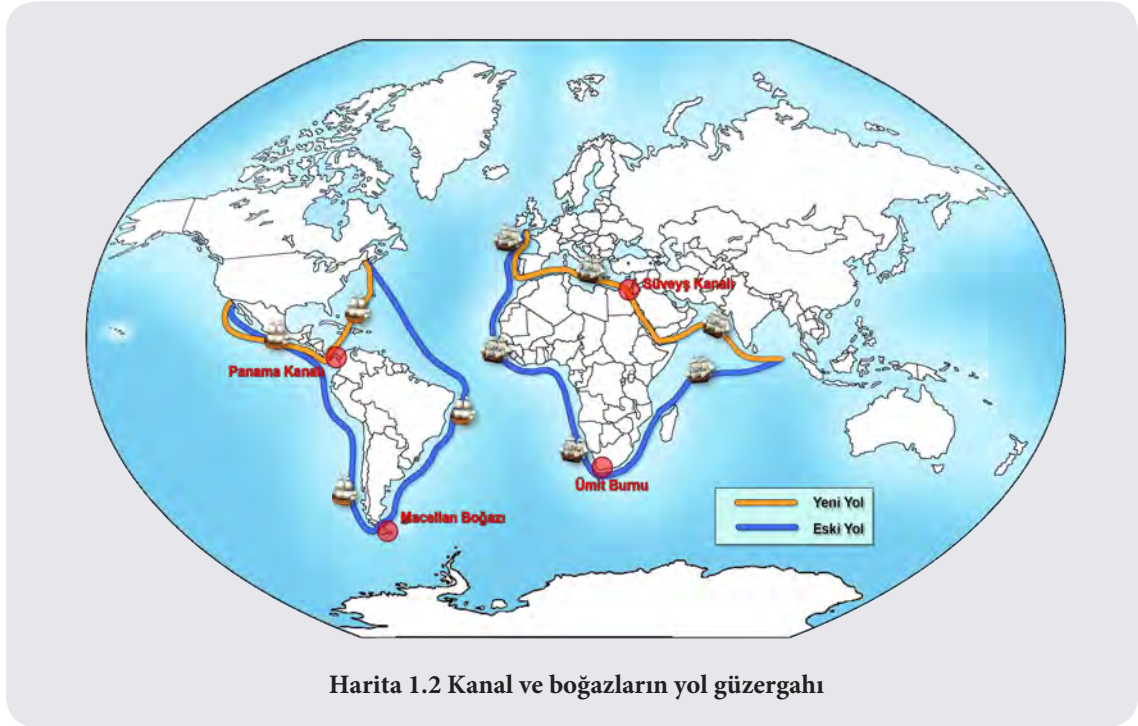 Süveyş Kanalı
Panama Kanalı
Ümit Burnu
Macellan Boğazı
Yeni Yol
Eski Yol
Harita 1.2 Kanal ve boğazların yol güzergahı